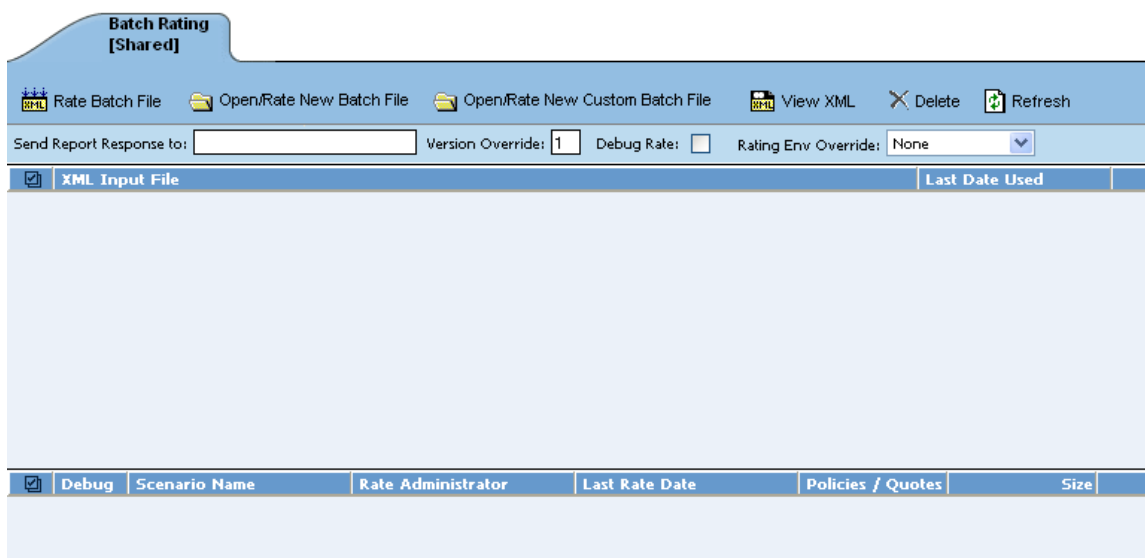 Batch Rating
[Shared]
XML Rate Batch File Open/Rate New Batch File Open/Rate New Custom Batch File XML View XML Delete Refresh
Send Report Response to: Version Override: 1 Debug Rate: Rating Env Override: None
XML Input File Last Date Used
Debug Scenario Name Rate Administrator Last Rate Date Policies / Quotes Size